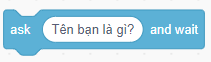 ask Tên bạn là gì? and wait